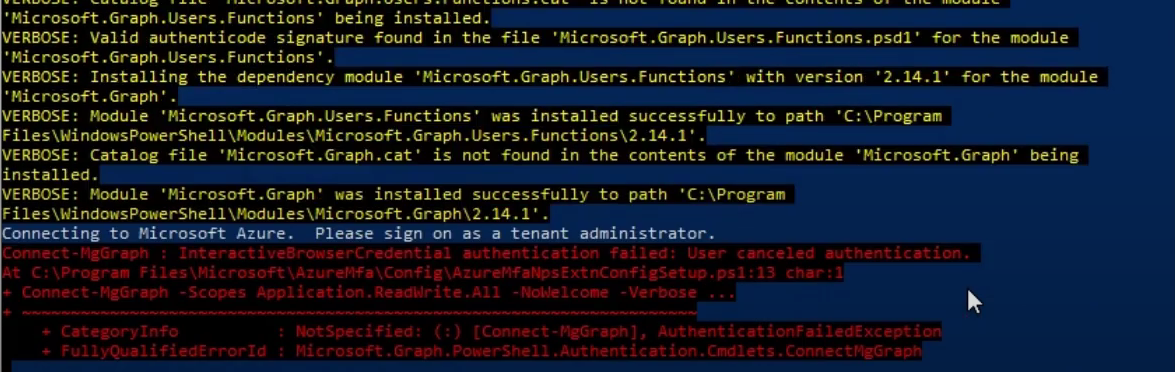 VERBOSE: Catalog file 'Microsoft.Graph.Users.Functions.cat' is not found in the contents of the module
'Microsoft.Graph.Users.Functions' being installed.
VERBOSE: Valid authenticode signature found in the file 'Microsoft.Graph.Users.Functions.psd1' for the module
'Microsoft.Graph.Users.Functions'.
VERBOSE: Installing the dependency module 'Microsoft.Graph.Users.Functions' with version '2.14.1' for the module
'Microsoft.Graph'.
VERBOSE: Module 'Microsoft.Graph.Users.Functions' was installed successfully to path 'C:\Program
Files\WindowsPowerShell\Modules\Microsoft.Graph.Users.Functions\2.14.1'.
VERBOSE: Catalog file 'Microsoft.Graph.cat' is not found in the contents of the module 'Microsoft.Graph' being
installed.
VERBOSE: Module 'Microsoft.Graph' was installed successfully to path 'C:\Program
Files\WindowsPowerShell\Modules\Microsoft.Graph\2.14.1'.
Connecting to Microsoft Azure.  Please sign on as a tenant administrator.
Connect-MgGraph : InteractiveBrowserCredential authentication failed: User canceled authentication.
At C:\Program Files\Microsoft\AzureMfa\Config\AzureMfaNpsExtnConfigSetup.ps1:13 char:1
+ Connect-MgGraph -Scopes Application.ReadWrite.All -NoWelcome -Verbose ...
+ ~~~~~~~~~~~~~~~~~~~~~~~~~~~~~~~~~~~~~~~~~~~~~~~~~~~~~~~~~~~~~~~~~~~~~
+ CategoryInfo          : NotSpecified: (:) [Connect-MgGraph], AuthenticationFailedException
+ FullyQualifiedErrorId : Microsoft.Graph.PowerShell.Authentication.Cmdlets.ConnectMgGraph